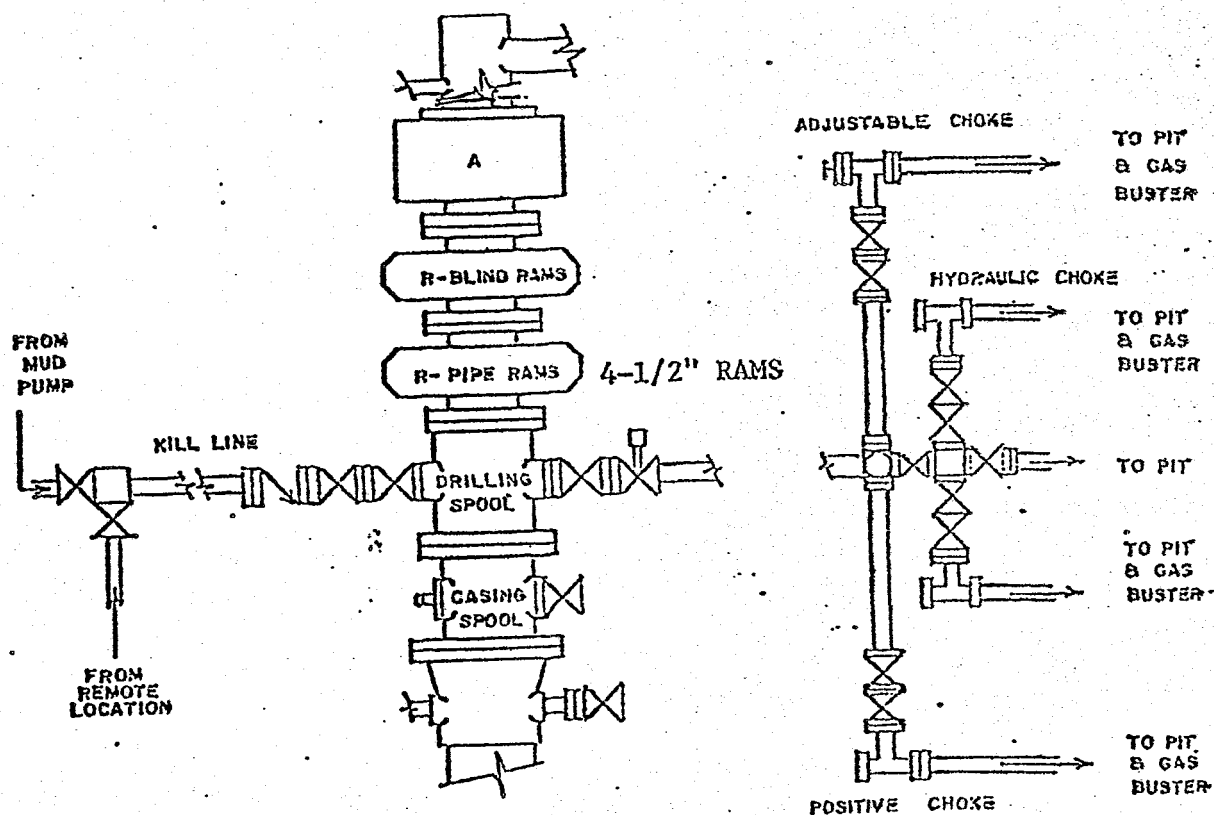 A
R-BLIND RAMS
R- PIPE RAMS
4-1/2" RAMS
FROM
MUD
PUMP
KILL LINE
DRILLING
SPOOL
CASING
SPOOL
FROM
REMOTE
LOCATION
ADJUSTABLE CHOKE
TO PIT
& GAS
BUSTER
HYDRAULIC CHOKE
TO PIT
& GAS
BUSTER
TO PIT
TO PIT
& GAS
BUSTER
TO PIT
& GAS
BUSTER
POSITIVE CHOKE